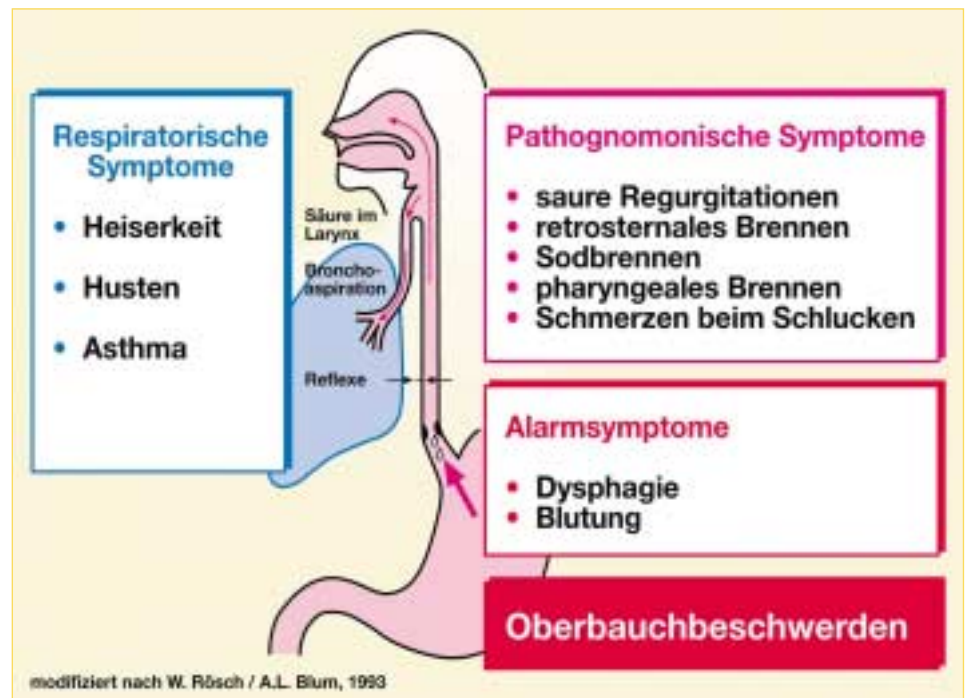 Respiratorische
Symptome
• Heiserkeit
• Husten
• Asthma
Säure im
Larynx
Broncho-
aspiration
Reflexe
Pathognomonische Symptome
• saure Regurgitationen
• retrosternales Brennen
• Sodbrennen
• pharyngeales Brennen
• Schmerzen beim Schlucken
Alarmsymptome
• Dysphagie
• Blutung
Oberbauchbeschwerden
modifiziert nach W. Rösch / A.L. Blum, 1993